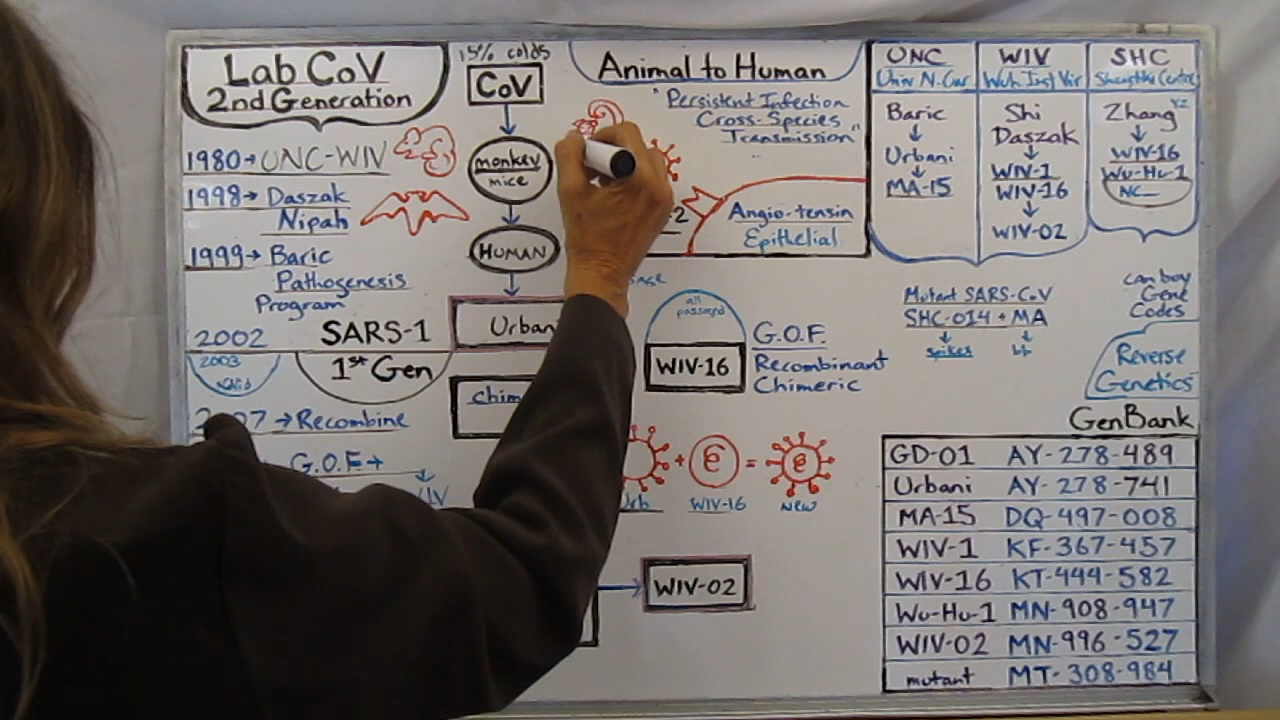 Lab CoV
2nd Generation
1980→ UNC-WIV
1998→ Daszak
Nipah
1999→ Baric
Pathogenesis
Program
2002 SARS-1
2003
1st Gen
→Recombine
G.O.F.→
15% colds
CoV
monkey
mice
HUMAN
Urban
chim
Animal to Human
"Persistent Infection
Cross-Species
Transmission"
-2
Angio-tensin
Epithelial
all
passaged
WIV-16
G.O.F.
Recombinant
Chimeric
+ = 
Urb WIV-16 New
WIV-02
UNC
Univ N. Car
Baric
Urbani
MA-15
WIV
Wuh Inst Vir
Shi
Daszak
WIV-1
WIV-16
WIV-02
SHC
Zhang YZ
WIV-16
Wu-Hu-1
NC
Mutant SARS-CoV
SHC-014 + MA
spikes
can buy
Gene
Codes
Reverse
Genetics
GenBank
GD-01 AY-278-489
Urbani AY-278-741
MA-15 DQ-497-008
WIV-1 KF-367-457
WIV-16 KT-444-582
Wu-Hu-1 MN-908-947
WIV-02 MN-996-527
mutant MT-308-984